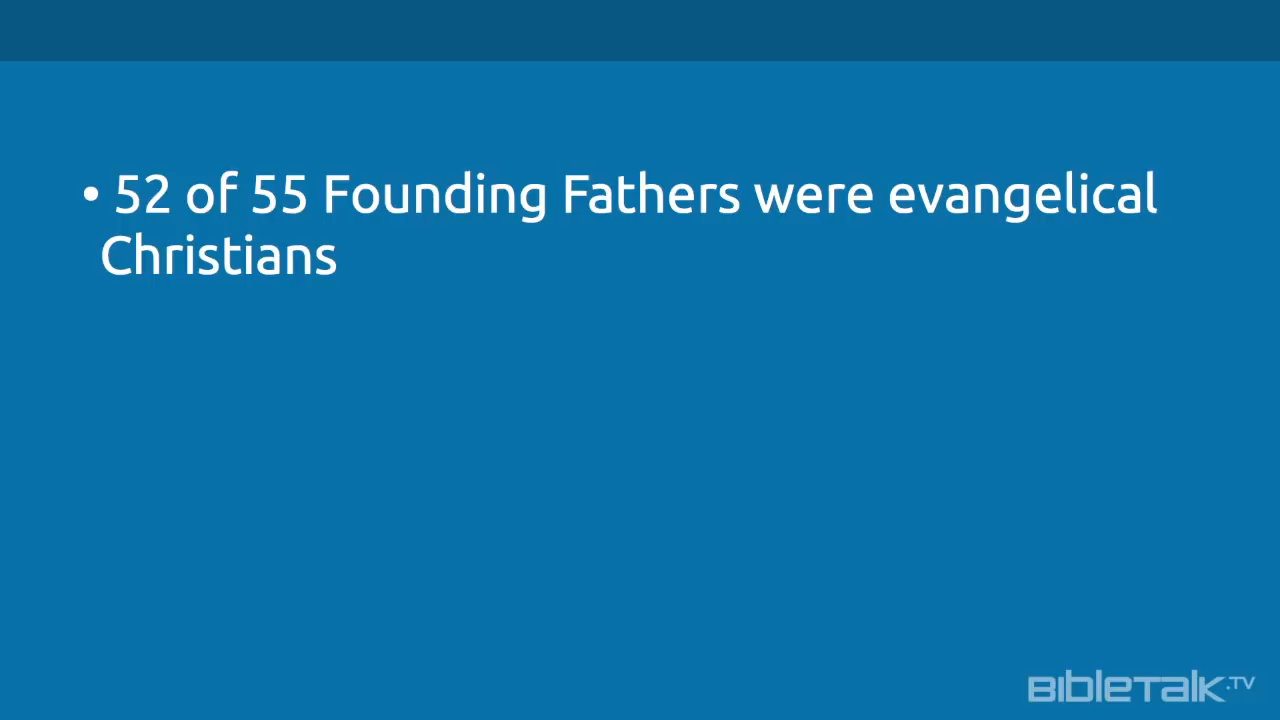 • 52 of 55 Founding Fathers were evangelical
Christians
BIBLETALK.TV